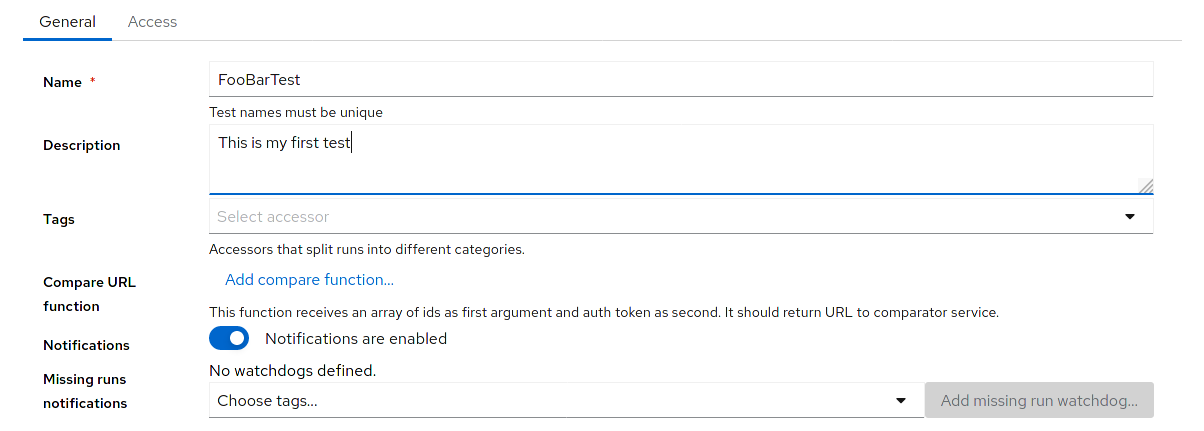 General Access
Name *
FooBarTest
Test names must be unique
Description
This is my first test
Tags
Select accessor
Accessors that split runs into different categories.
Compare URL
function
Add compare function...
This function receives an array of ids as first argument and auth token as second. It should return URL to comparator service.
Notifications
Notifications are enabled
Missing runs
notifications
No watchdogs defined.
Choose tags...
Add missing run watchdog...